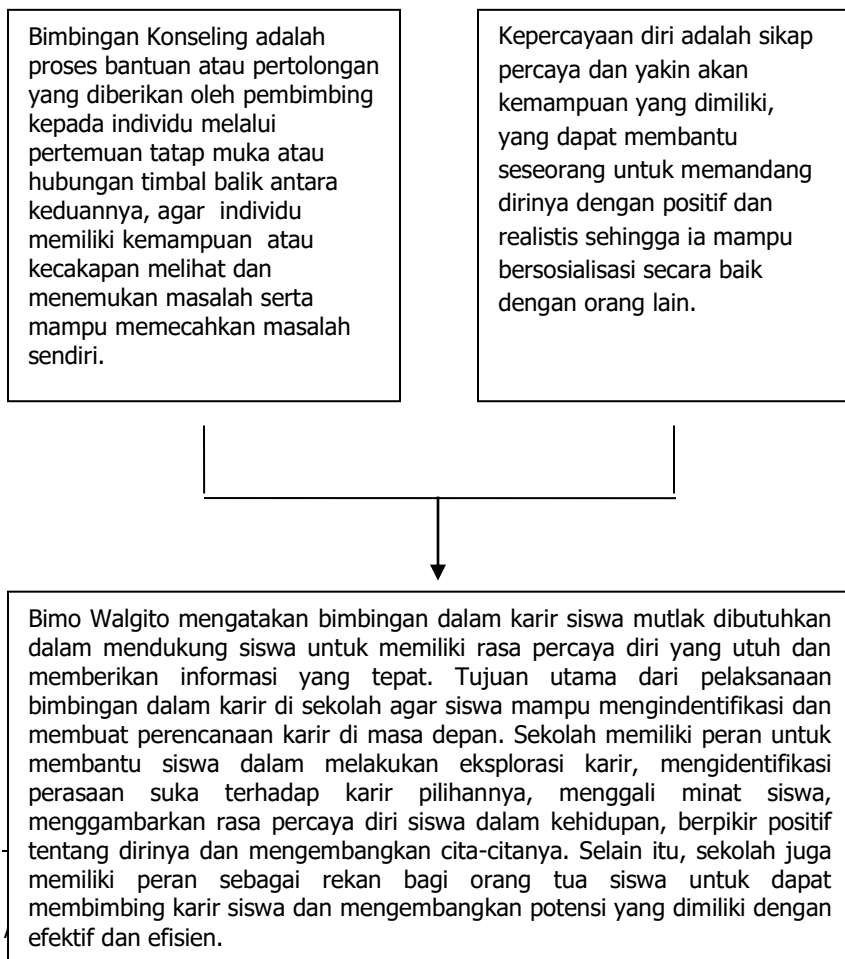 Bimbingan Konseling adalah
proses bantuan atau pertolongan
yang diberikan oleh pembimbing
kepada individu melalui
pertemuan tatap muka atau
hubungan timbal balik antara
keduannya, agar individu
memiliki kemampuan atau
kecakapan melihat dan
menemukan masalah serta
mampu memecahkan masalah
sendiri.
Kepercayaan diri adalah sikap
percaya dan yakin akan
kemampuan yang dimiliki,
yang dapat membantu
seseorang untuk memandang
dirinya dengan positif dan
realistis sehingga ia mampu
bersosialisasi secara baik
dengan orang lain.
Bimo Walgito mengatakan bimbingan dalam karir siswa mutlak dibutuhkan
dalam mendukung siswa untuk memiliki rasa percaya diri yang utuh dan
memberikan informasi yang tepat. Tujuan utama dari pelaksanaan
bimbingan dalam karir di sekolah agar siswa mampu mengindentifikasi dan
membuat perencanaan karir di masa depan. Sekolah memiliki peran untuk
membantu siswa dalam melakukan eksplorasi karir, mengidentifikasi
perasaan suka terhadap karir pilihannya, menggali minat siswa,
menggambarkan rasa percaya diri siswa dalam kehidupan, berpikir positif
tentang dirinya dan mengembangkan cita-citanya. Selain itu, sekolah juga
memiliki peran sebagai rekan bagi orang tua siswa untuk dapat
membimbing karir siswa dan mengembangkan potensi yang dimiliki dengan
efektif dan efisien.